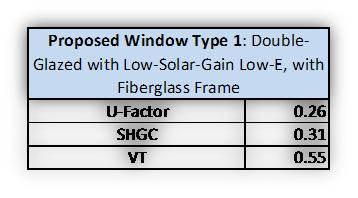 Proposed Window Type 1: Double-
Glazed with Low-Solar-Gain Low-E, with
Fiberglass Frame
U-Factor 0.26
SHGC 0.31
VT 0.55